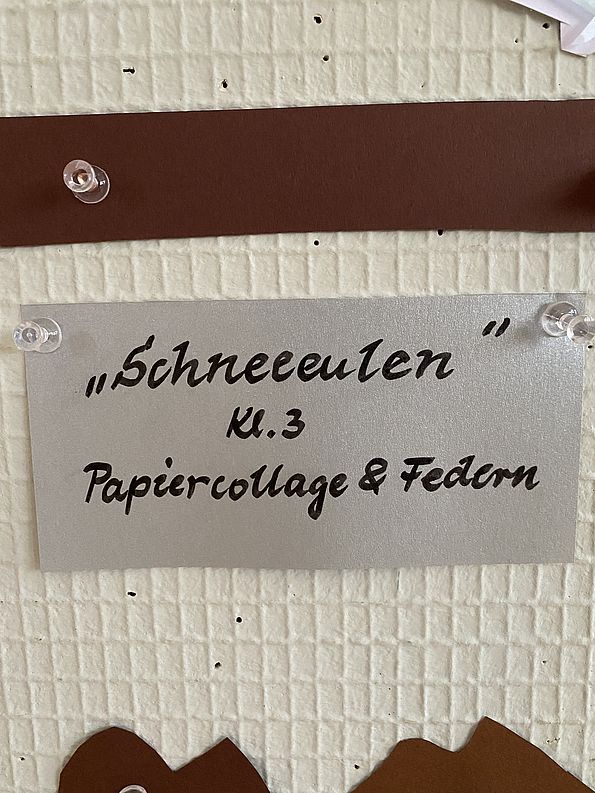 „Schneeeulen"
Kl. 3
Papiercollage & Federn